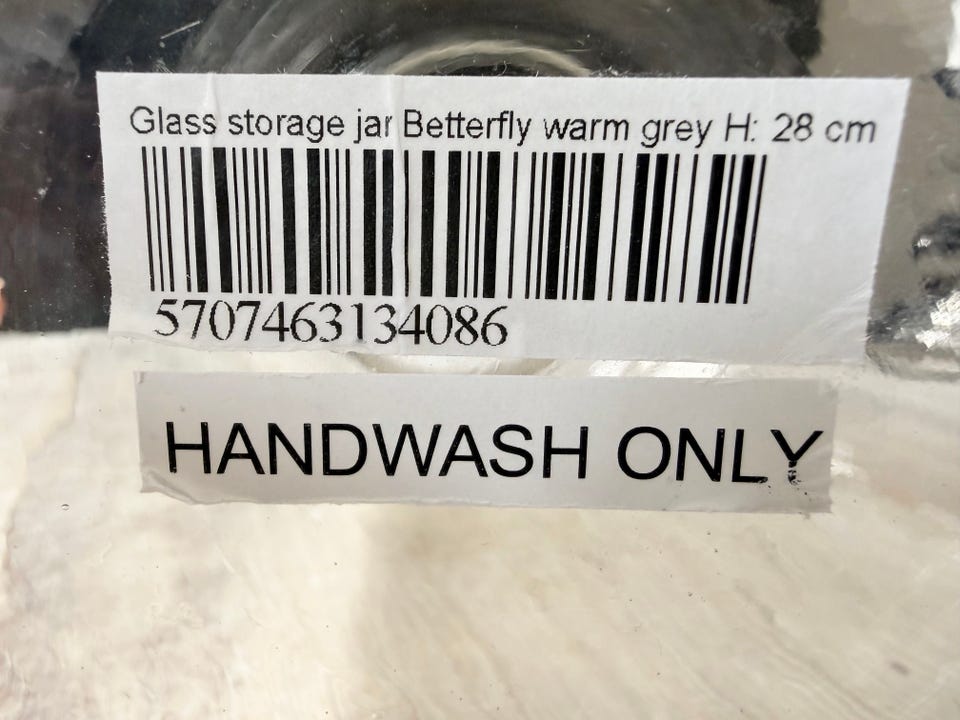 Glass storage jar Betterfly warm grey H: 28 cm
5707463134086
HANDWASH ONLY